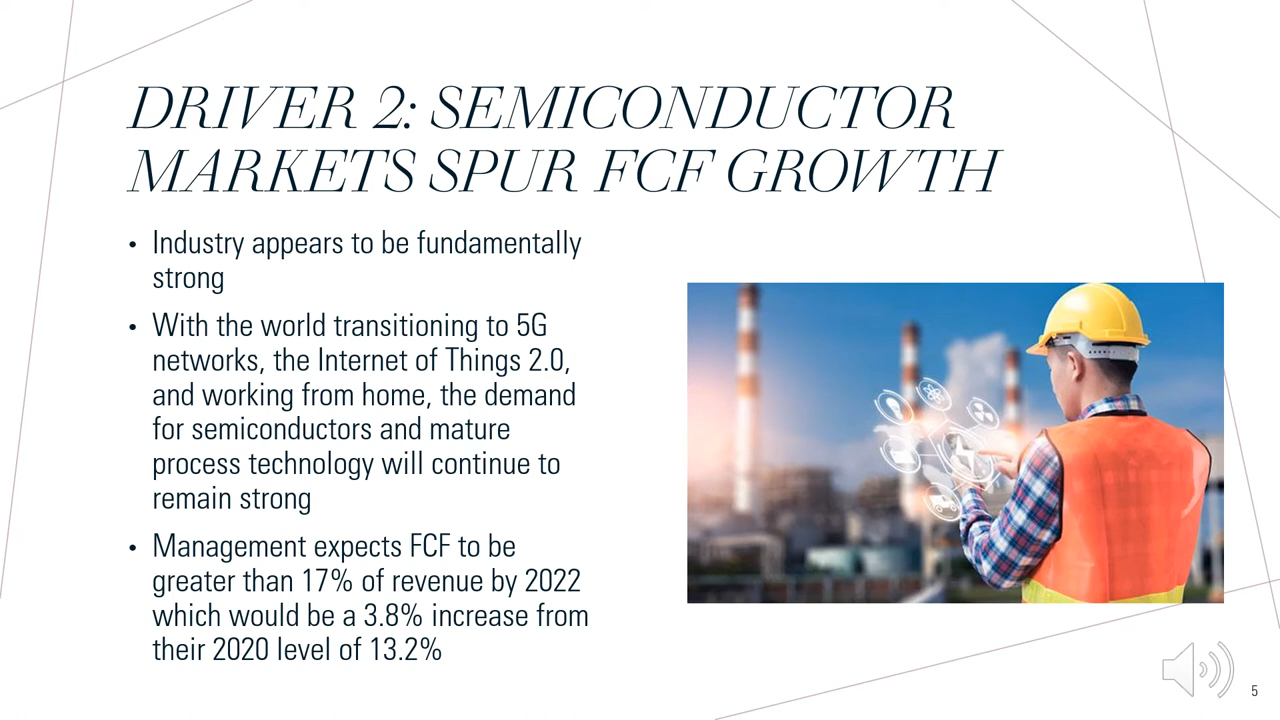 DRIVER 2: SEMICONDUCTOR
MARKETS SPUR FCF GROWTH
• Industry appears to be fundamentally
strong
• With the world transitioning to 5G
networks, the Internet of Things 2.0,
and working from home, the demand
for semiconductors and mature
process technology will continue to
remain strong
• Management expects FCF to be
greater than 17% of revenue by 2022
which would be a 3.8% increase from
their 2020 level of 13.2%
5